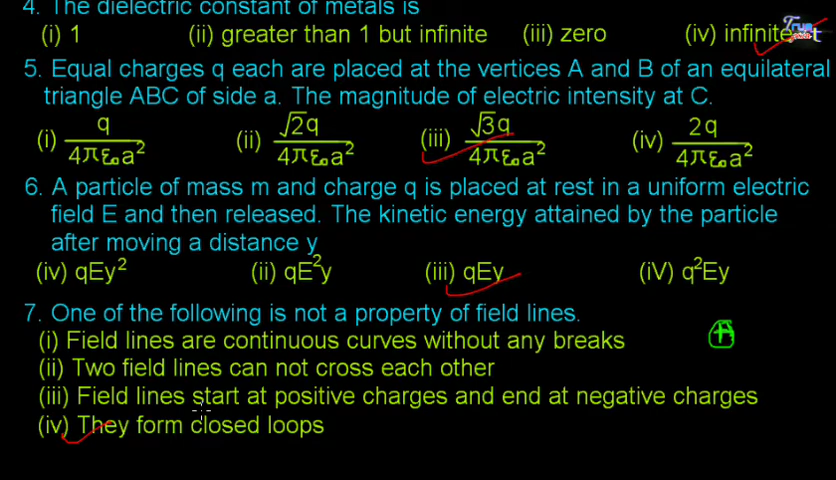 4. The dielectric constant of metals is
(i) 1 (ii) greater than 1 but infinite (iii) zero (iv) infinite
5. Equal charges q each are placed at the vertices A and B of an equilateral
triangle ABC of side a. The magnitude of electric intensity at C.
(i) q/4πε₀a² (ii) √2q/4πε₀a² (iii) √3q/4πε₀a² (iv) 2q/4πε₀a²
6. A particle of mass m and charge q is placed at rest in a uniform electric
field E and then released. The kinetic energy attained by the particle
after moving a distance y
(iv) qEy² (ii) qE²y (iii) qEy (iV) q²Ey
7. One of the following is not a property of field lines.
(i) Field lines are continuous curves without any breaks
(ii) Two field lines can not cross each other
(iii) Field lines start at positive charges and end at negative charges
(iv) They form closed loops